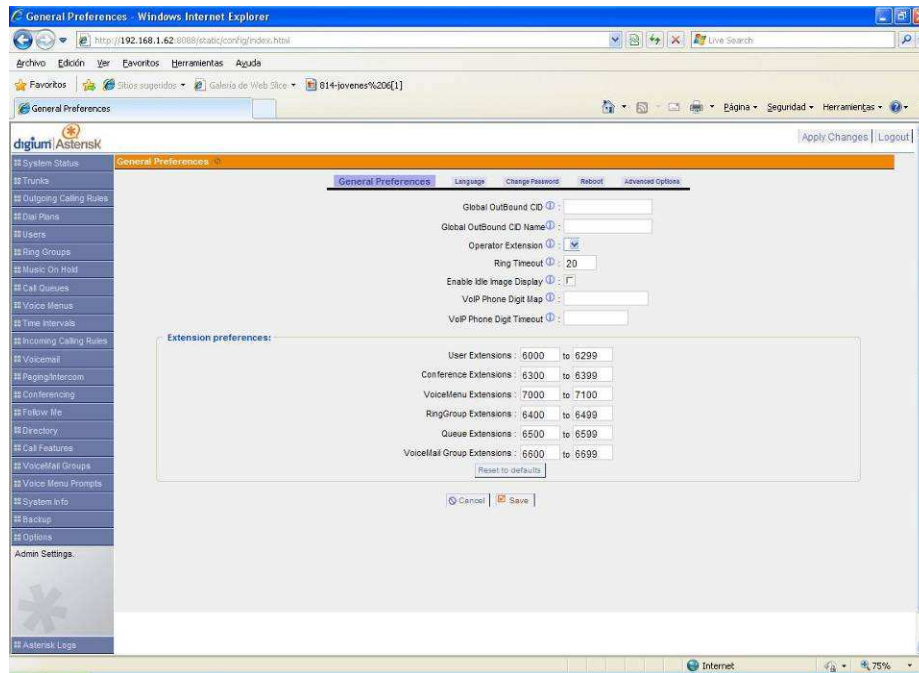 General Preferences - Windows Internet Explorer
http://192.168.1.62:8088/static/config/index.html
Live Search
Archivo Edición Ver Favoritos Herramientas Ayuda
Favoritos Sitios sugeridos Galería de Web Slice 814-jovenes%206[1]
General Preferences
Página Seguridad Herramientas
digium Asterisk
Apply Changes Logout
System Status
Trunks
Outgoing Calling Rules
Dial Plans
Users
Ring Groups
Music On Hold
Call Queues
Voice Menus
Time Intervals
Incoming Calling Rules
Voicemail
Paging/Intercom
Conferencing
Follow Me
Directory
Call Features
VoiceMail Groups
Voice Menu Prompts
System Info
Backup
Options
Admin Settings.
Asterisk Logs
General Preferences
General Preferences Language Change Password Reboot Advanced Options
Global OutBound CID :
Global OutBound CID Name :
Operator Extension :
Ring Timeout : 20
Enable Idle Image Display :
VoIP Phone Digit Map :
VoIP Phone Digit Timeout :
Extension preferences:
User Extensions : 6000 to 6299
Conference Extensions : 6300 to 6399
VoiceMenu Extensions : 7000 to 7100
RingGroup Extensions : 6400 to 6499
Queue Extensions : 6500 to 6599
VoiceMail Group Extensions : 6600 to 6699
Reset to defaults
Cancel Save
Internet 75%